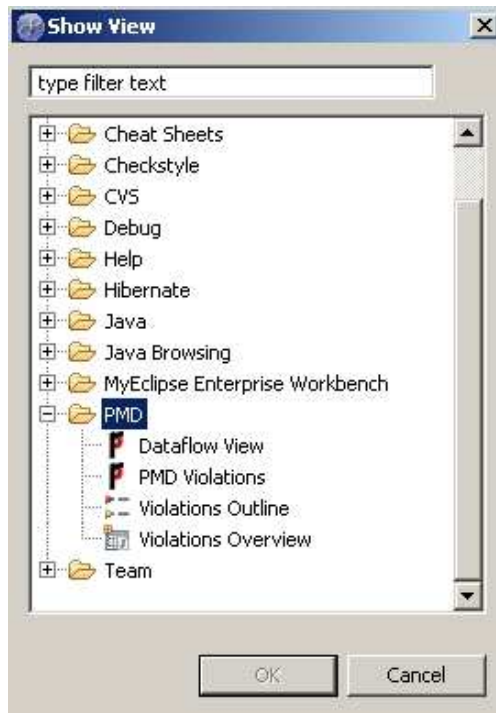 Show View
type filter text
Cheat Sheets
Checkstyle
CVS
Debug
Help
Hibernate
Java
Java Browsing
MyEclipse Enterprise Workbench
PMD
Dataflow View
PMD Violations
Violations Outline
Violations Overview
Team
OK
Cancel